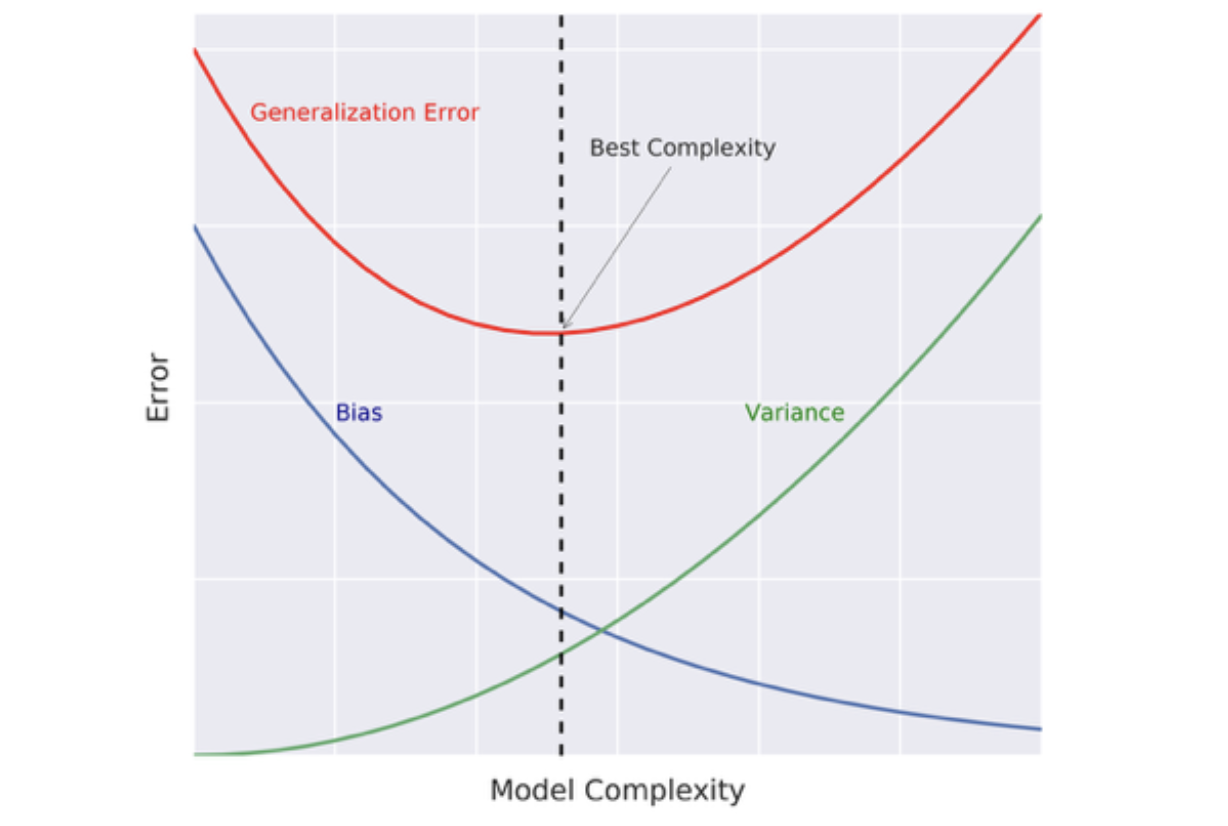 Generalization Error
Best Complexity
Error
Bias
Variance
Model Complexity